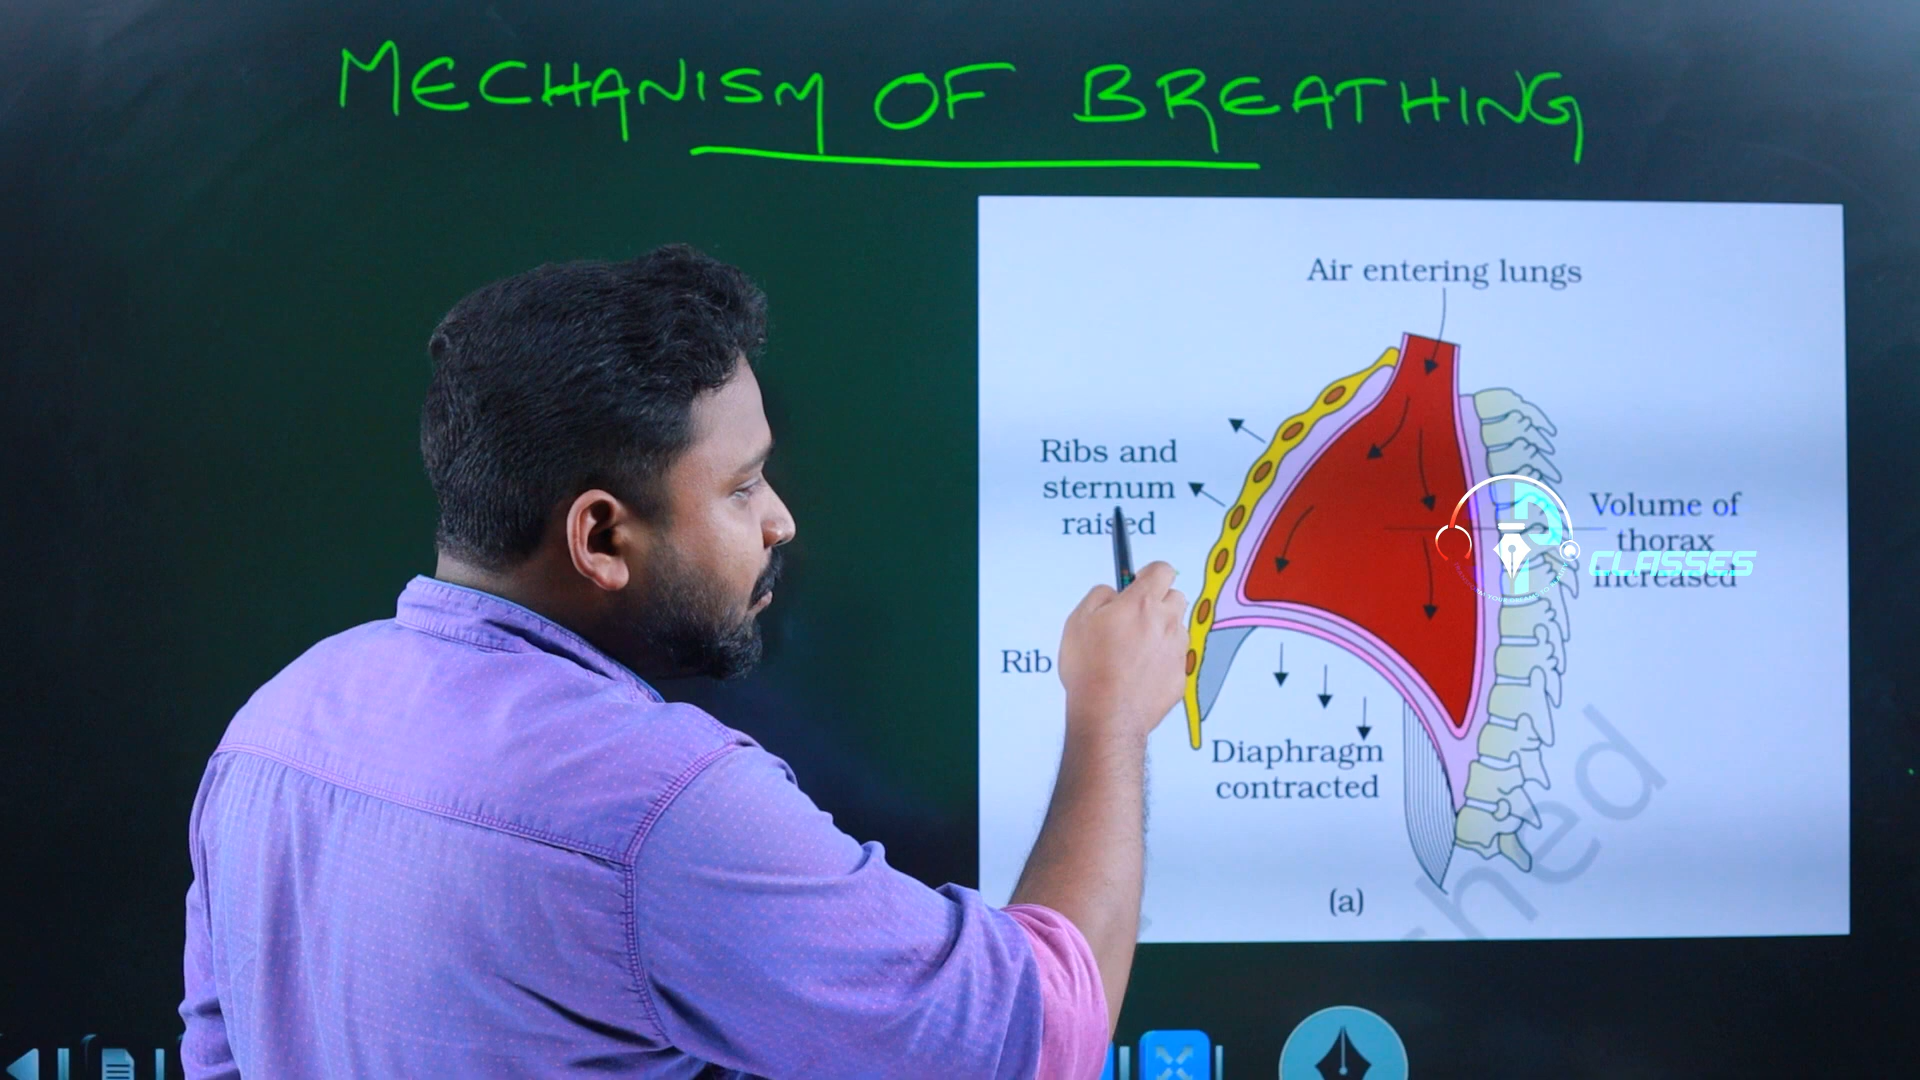 MECHANISM OF BREATHING
Air entering lungs
Ribs and
sternum
raised
Volume of
thorax
increased
CLASSES
Rib
Diaphragm
contracted
(a)